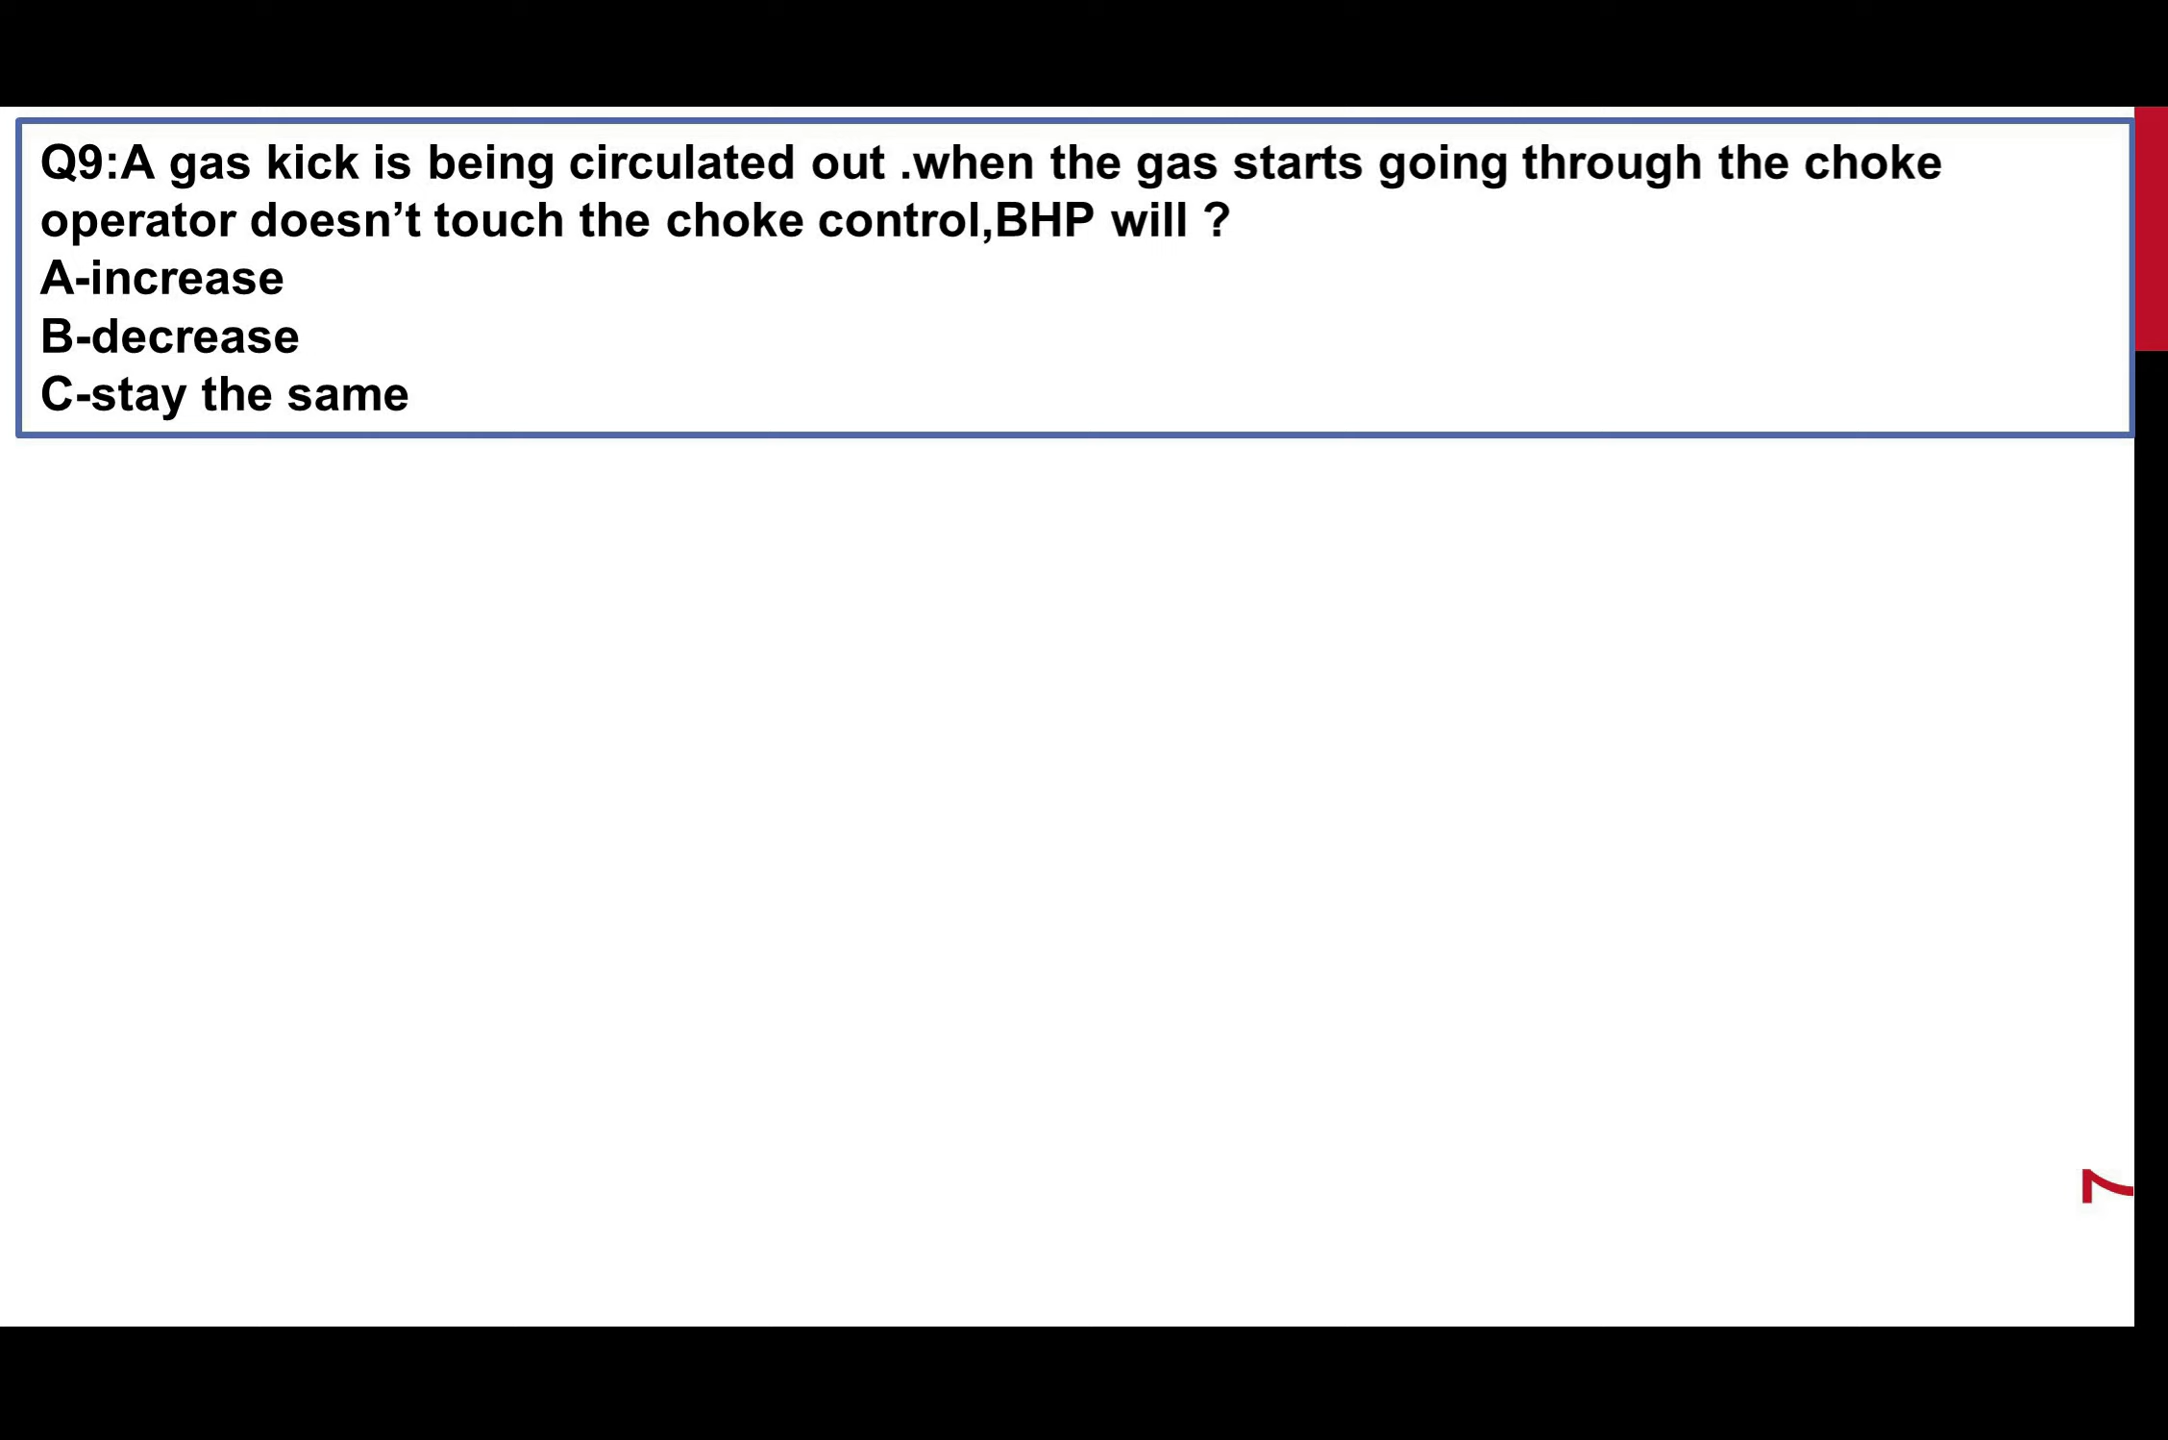 Q9:A gas kick is being circulated out .when the gas starts going through the choke
operator doesn’t touch the choke control,BHP will ?
A-increase
B-decrease
C-stay the same
7